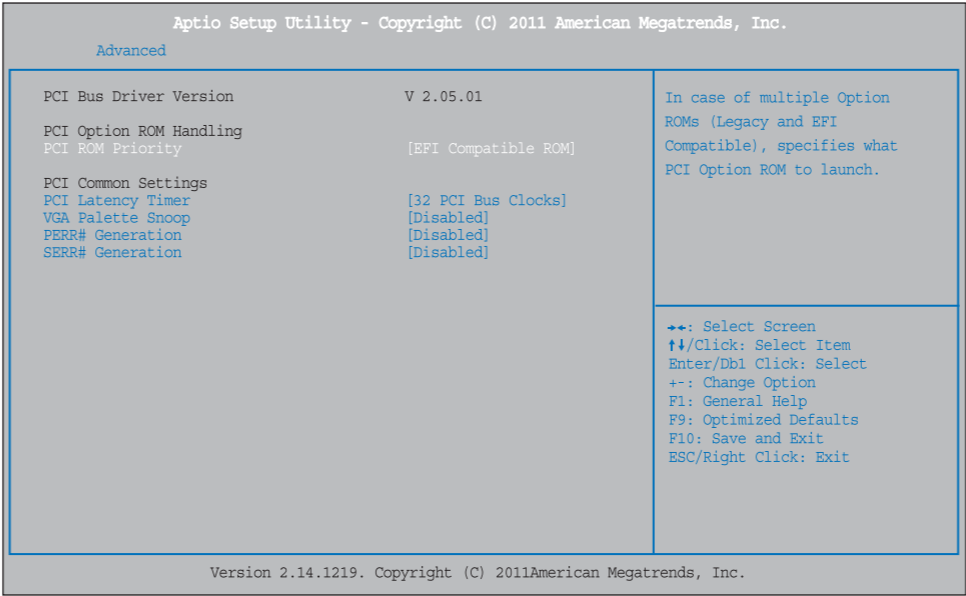 Aptio Setup Utility - Copyright (C) 2011 American Megatrends, Inc.
Advanced
PCI Bus Driver Version V 2.05.01
PCI Option ROM Handling
PCI ROM Priority [EFI Compatible ROM]
PCI Common Settings
PCI Latency Timer [32 PCI Bus Clocks]
VGA Palette Snoop [Disabled]
PERR# Generation [Disabled]
SERR# Generation [Disabled]
In case of multiple Option
ROMs (Legacy and EFI
Compatible), specifies what
PCI Option ROM to launch.
→←: Select Screen
↑↓/Click: Select Item
Enter/Db1 Click: Select
+-: Change Option
F1: General Help
F9: Optimized Defaults
F10: Save and Exit
ESC/Right Click: Exit
Version 2.14.1219. Copyright (C) 2011American Megatrends, Inc.